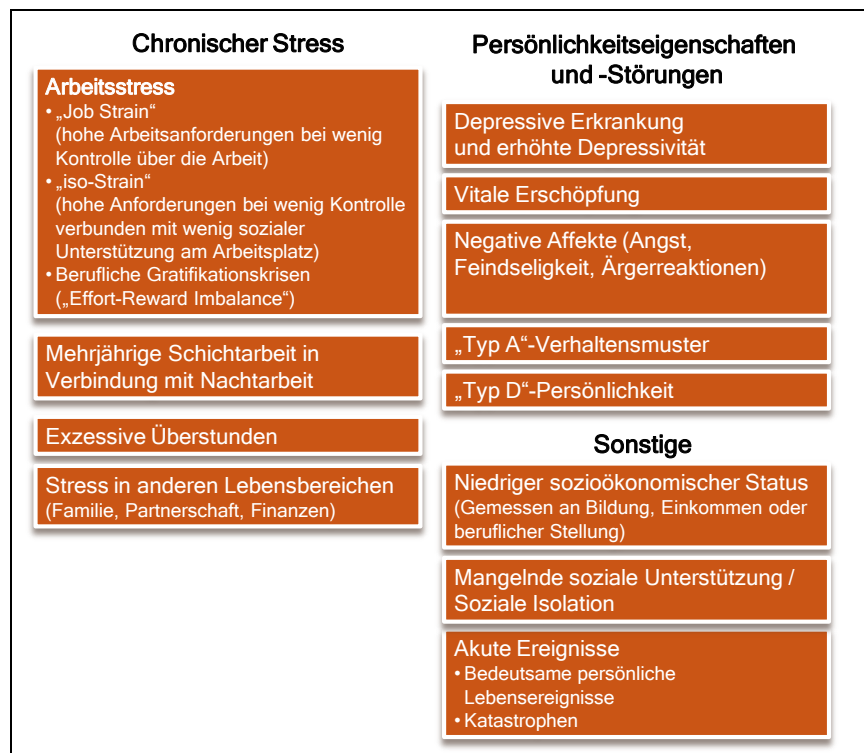 Chronischer Stress
Arbeitsstress
• „Job Strain“
(hohe Arbeitsanforderungen bei wenig
Kontrolle über die Arbeit)
• „iso-Strain“
(hohe Anforderungen bei wenig Kontrolle
verbunden mit wenig sozialer
Unterstützung am Arbeitsplatz)
• Berufliche Gratifikationskrisen
(„Effort-Reward Imbalance“)
Mehrjährige Schichtarbeit in
Verbindung mit Nachtarbeit
Exzessive Überstunden
Stress in anderen Lebensbereichen
(Familie, Partnerschaft, Finanzen)
Persönlichkeitseigenschaften
und -Störungen
Depressive Erkrankung
und erhöhte Depressivität
Vitale Erschöpfung
Negative Affekte (Angst,
Feindseligkeit, Ärgerreaktionen)
„Typ A“-Verhaltensmuster
„Typ D“-Persönlichkeit
Sonstige
Niedriger sozioökonomischer Status
(Gemessen an Bildung, Einkommen oder
beruflicher Stellung)
Mangelnde soziale Unterstützung /
Soziale Isolation
Akute Ereignisse
• Bedeutsame persönliche
Lebensereignisse
• Katastrophen